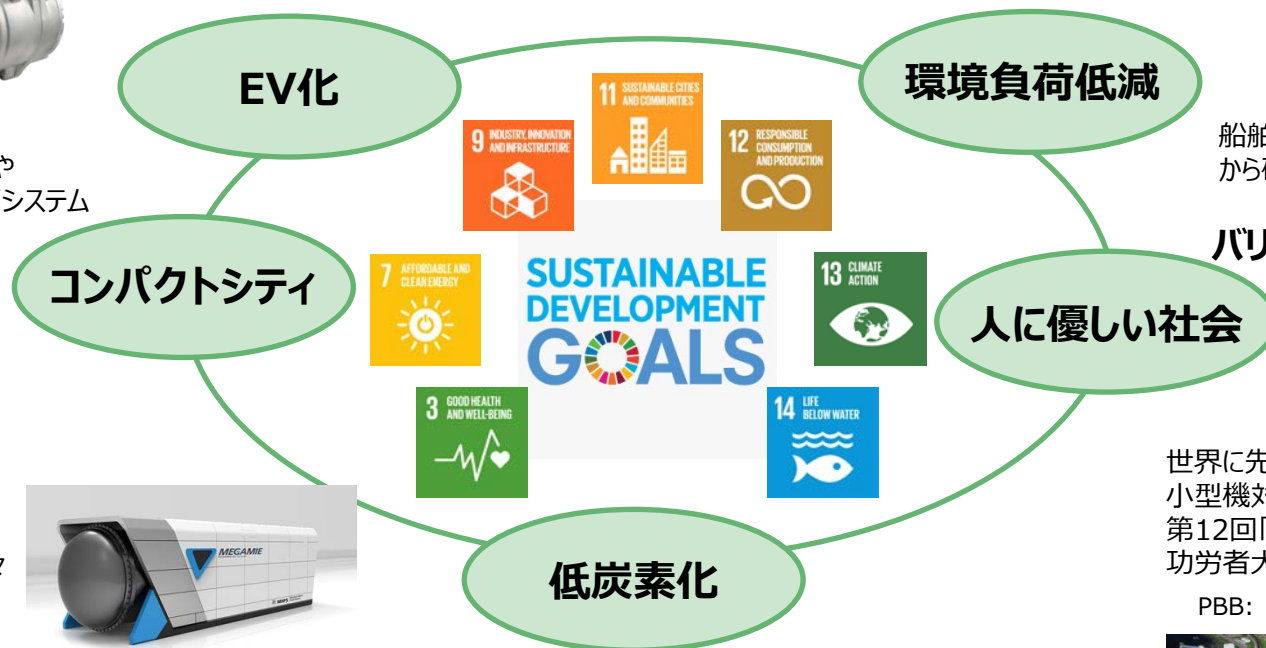 EV化
環境負荷低減
11 SUSTAINABLE CITIES
AND COMMUNITIES
9 INDUSTRY, INNOVATION
AND INFRASTRUCTURE
12 RESPONSIBLE
CONSUMPTION
AND PRODUCTION
船舶
から
や
システム
バリ
コンパクトシティ
7 AFFORDABLE AND
CLEAN ENERGY
SUSTAINABLE
DEVELOPMENT
GOALS
13 CLIMATE
ACTION
人に優しい社会
3 GOOD HEALTH
AND WELL-BEING
14 LIFE
BELOW WATER
世界に先
小型機対
第12回
功労者大
PBB:
MEGAMIE
低炭素化